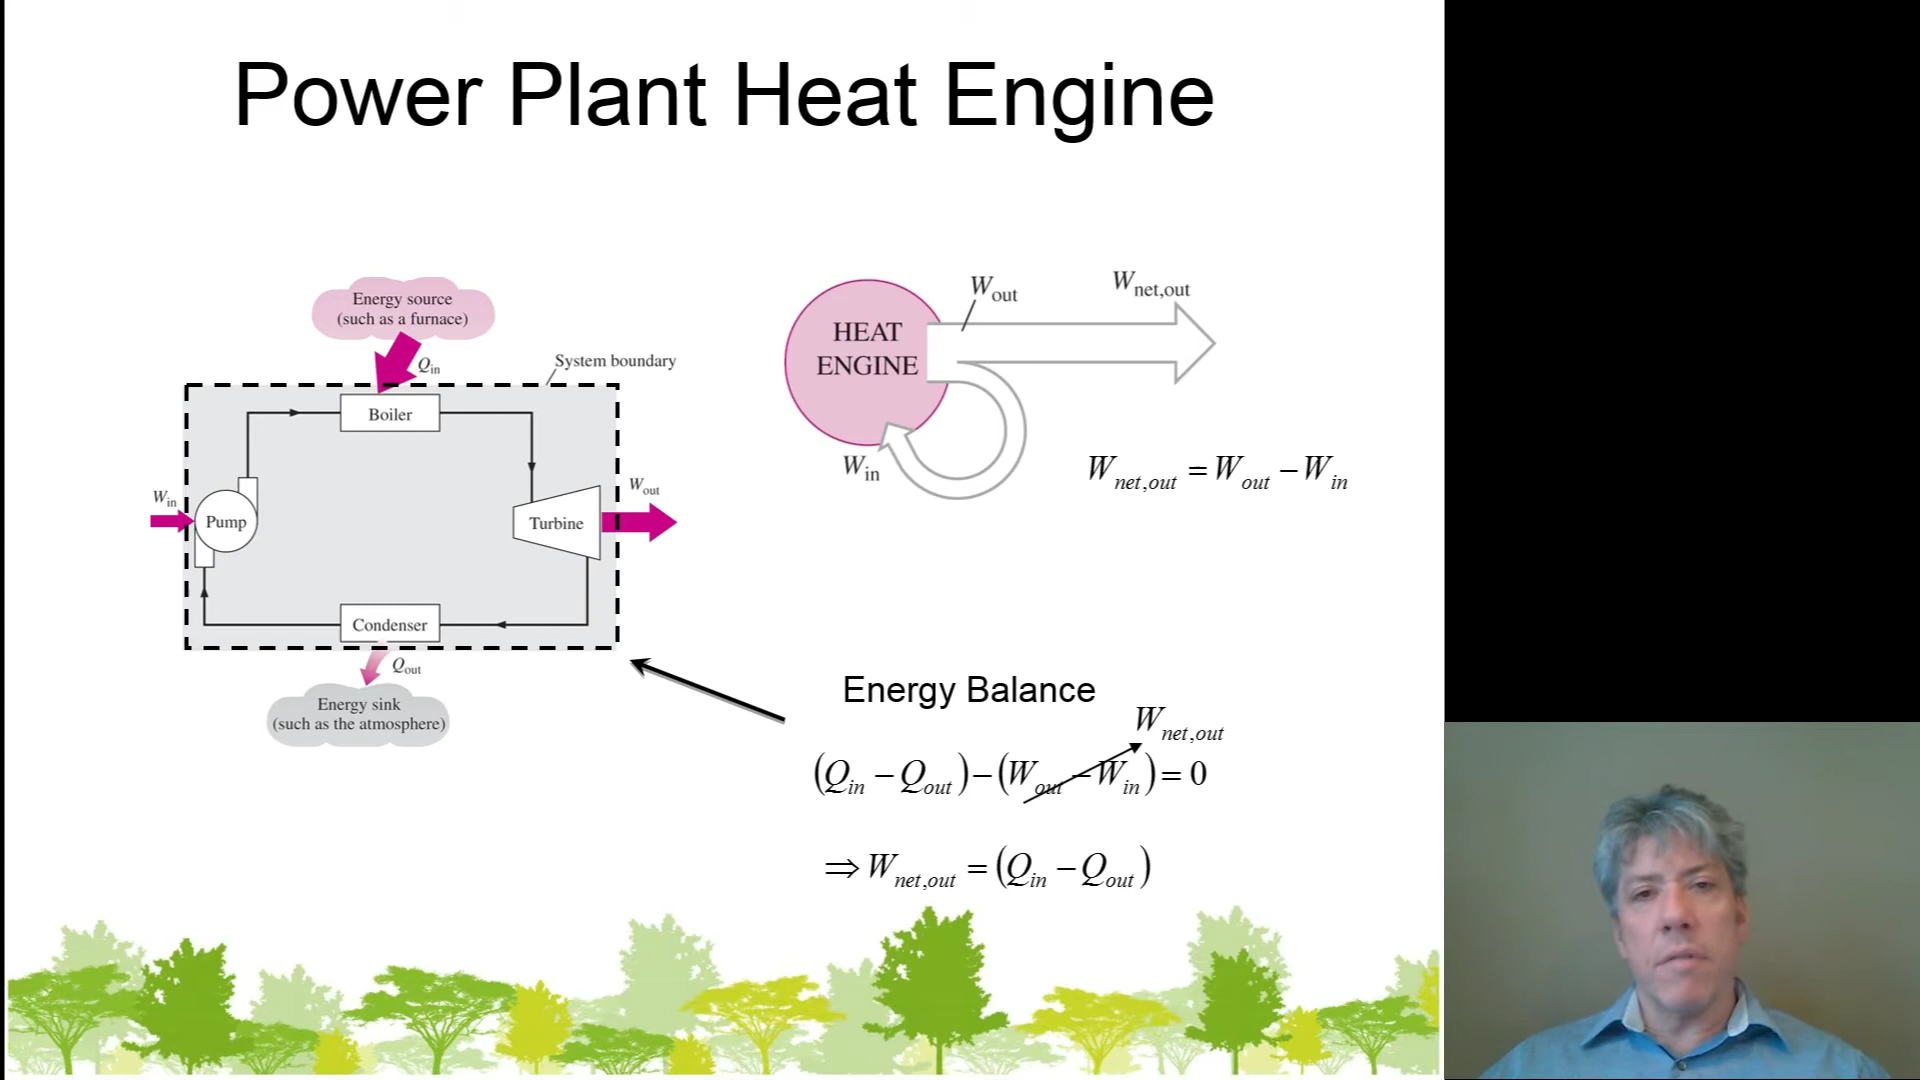 Power Plant Heat Engine
Energy source
(such as a furnace)
Q_in
System boundary
Boiler
W_in
Pump
Turbine
W_out
Condenser
Q_out
Energy sink
(such as the atmosphere)
W_out
W_net,out
HEAT
ENGINE
W_in
W_net,out = W_out − W_in
Energy Balance
W_net,out
(Q_in − Q_out) − (W_out − W_in) = 0
⇒ W_net,out = (Q_in − Q_out)